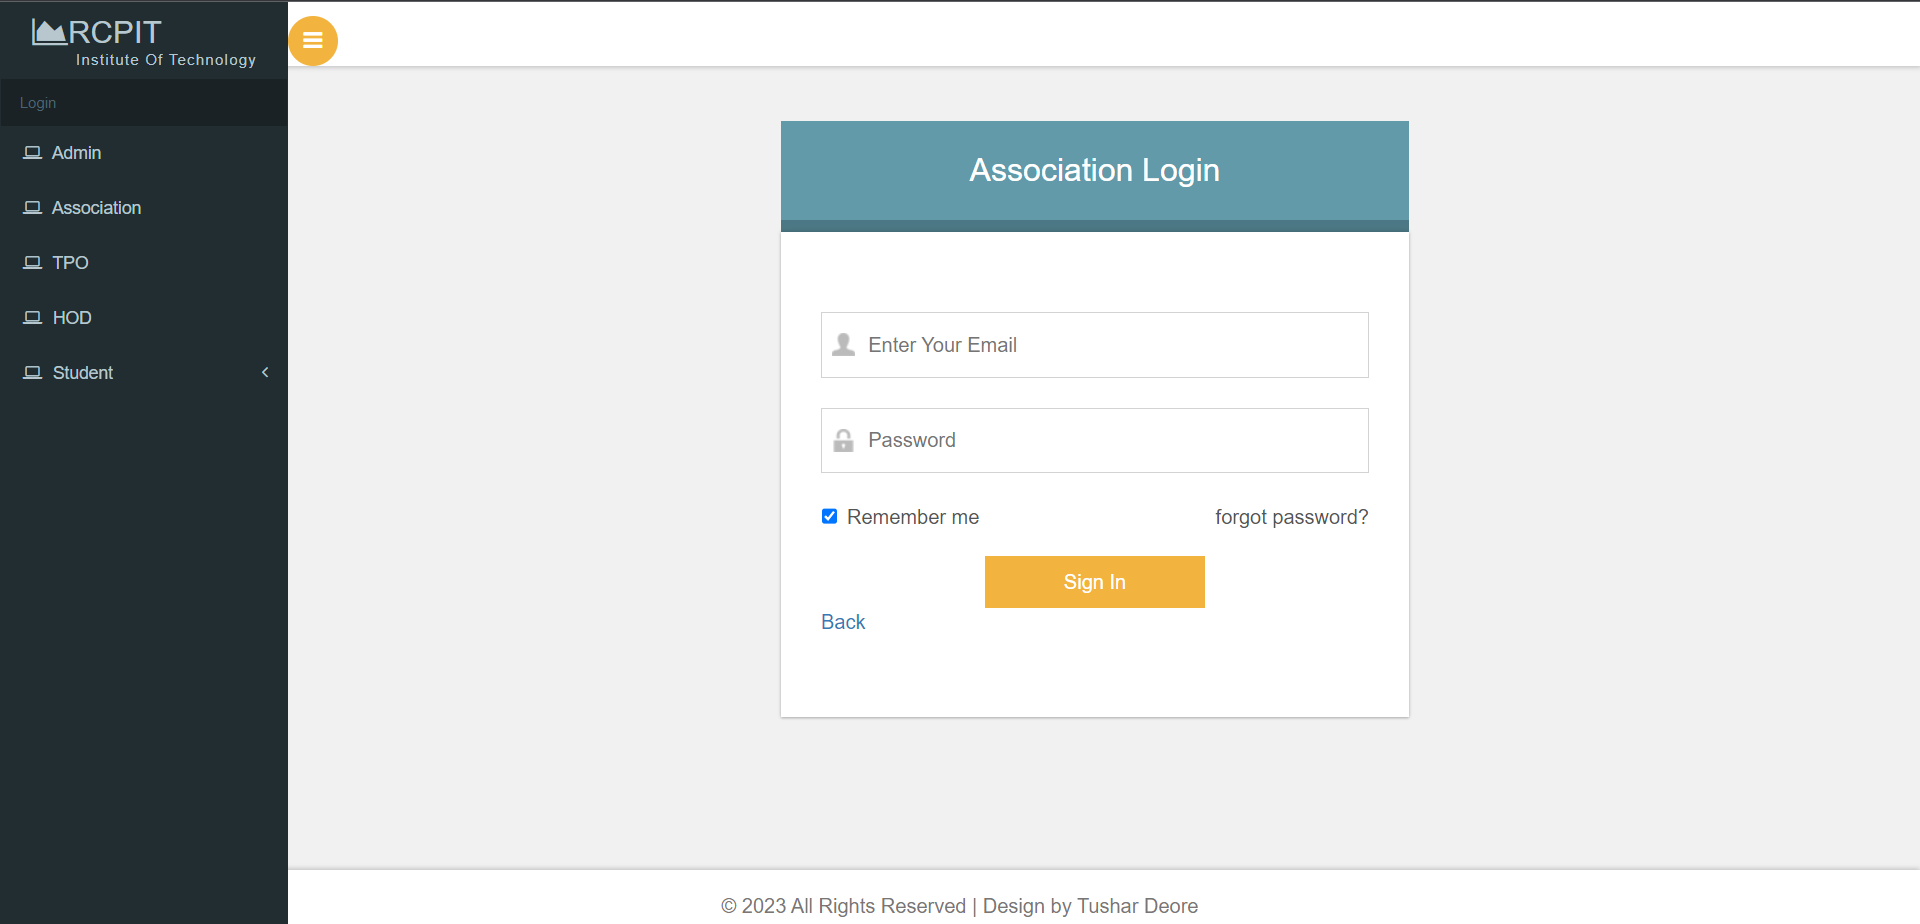 RCPIT
Institute Of Technology
Login
Admin
Association
TPO
HOD
Student
Association Login
Enter Your Email
Password
Remember me
forgot password?
Sign In
Back
© 2023 All Rights Reserved | Design by Tushar Deore